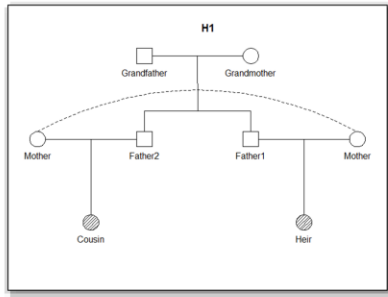 H1
Grandfather Grandmother
Mother Father2 Father1 Mother
Cousin Heir